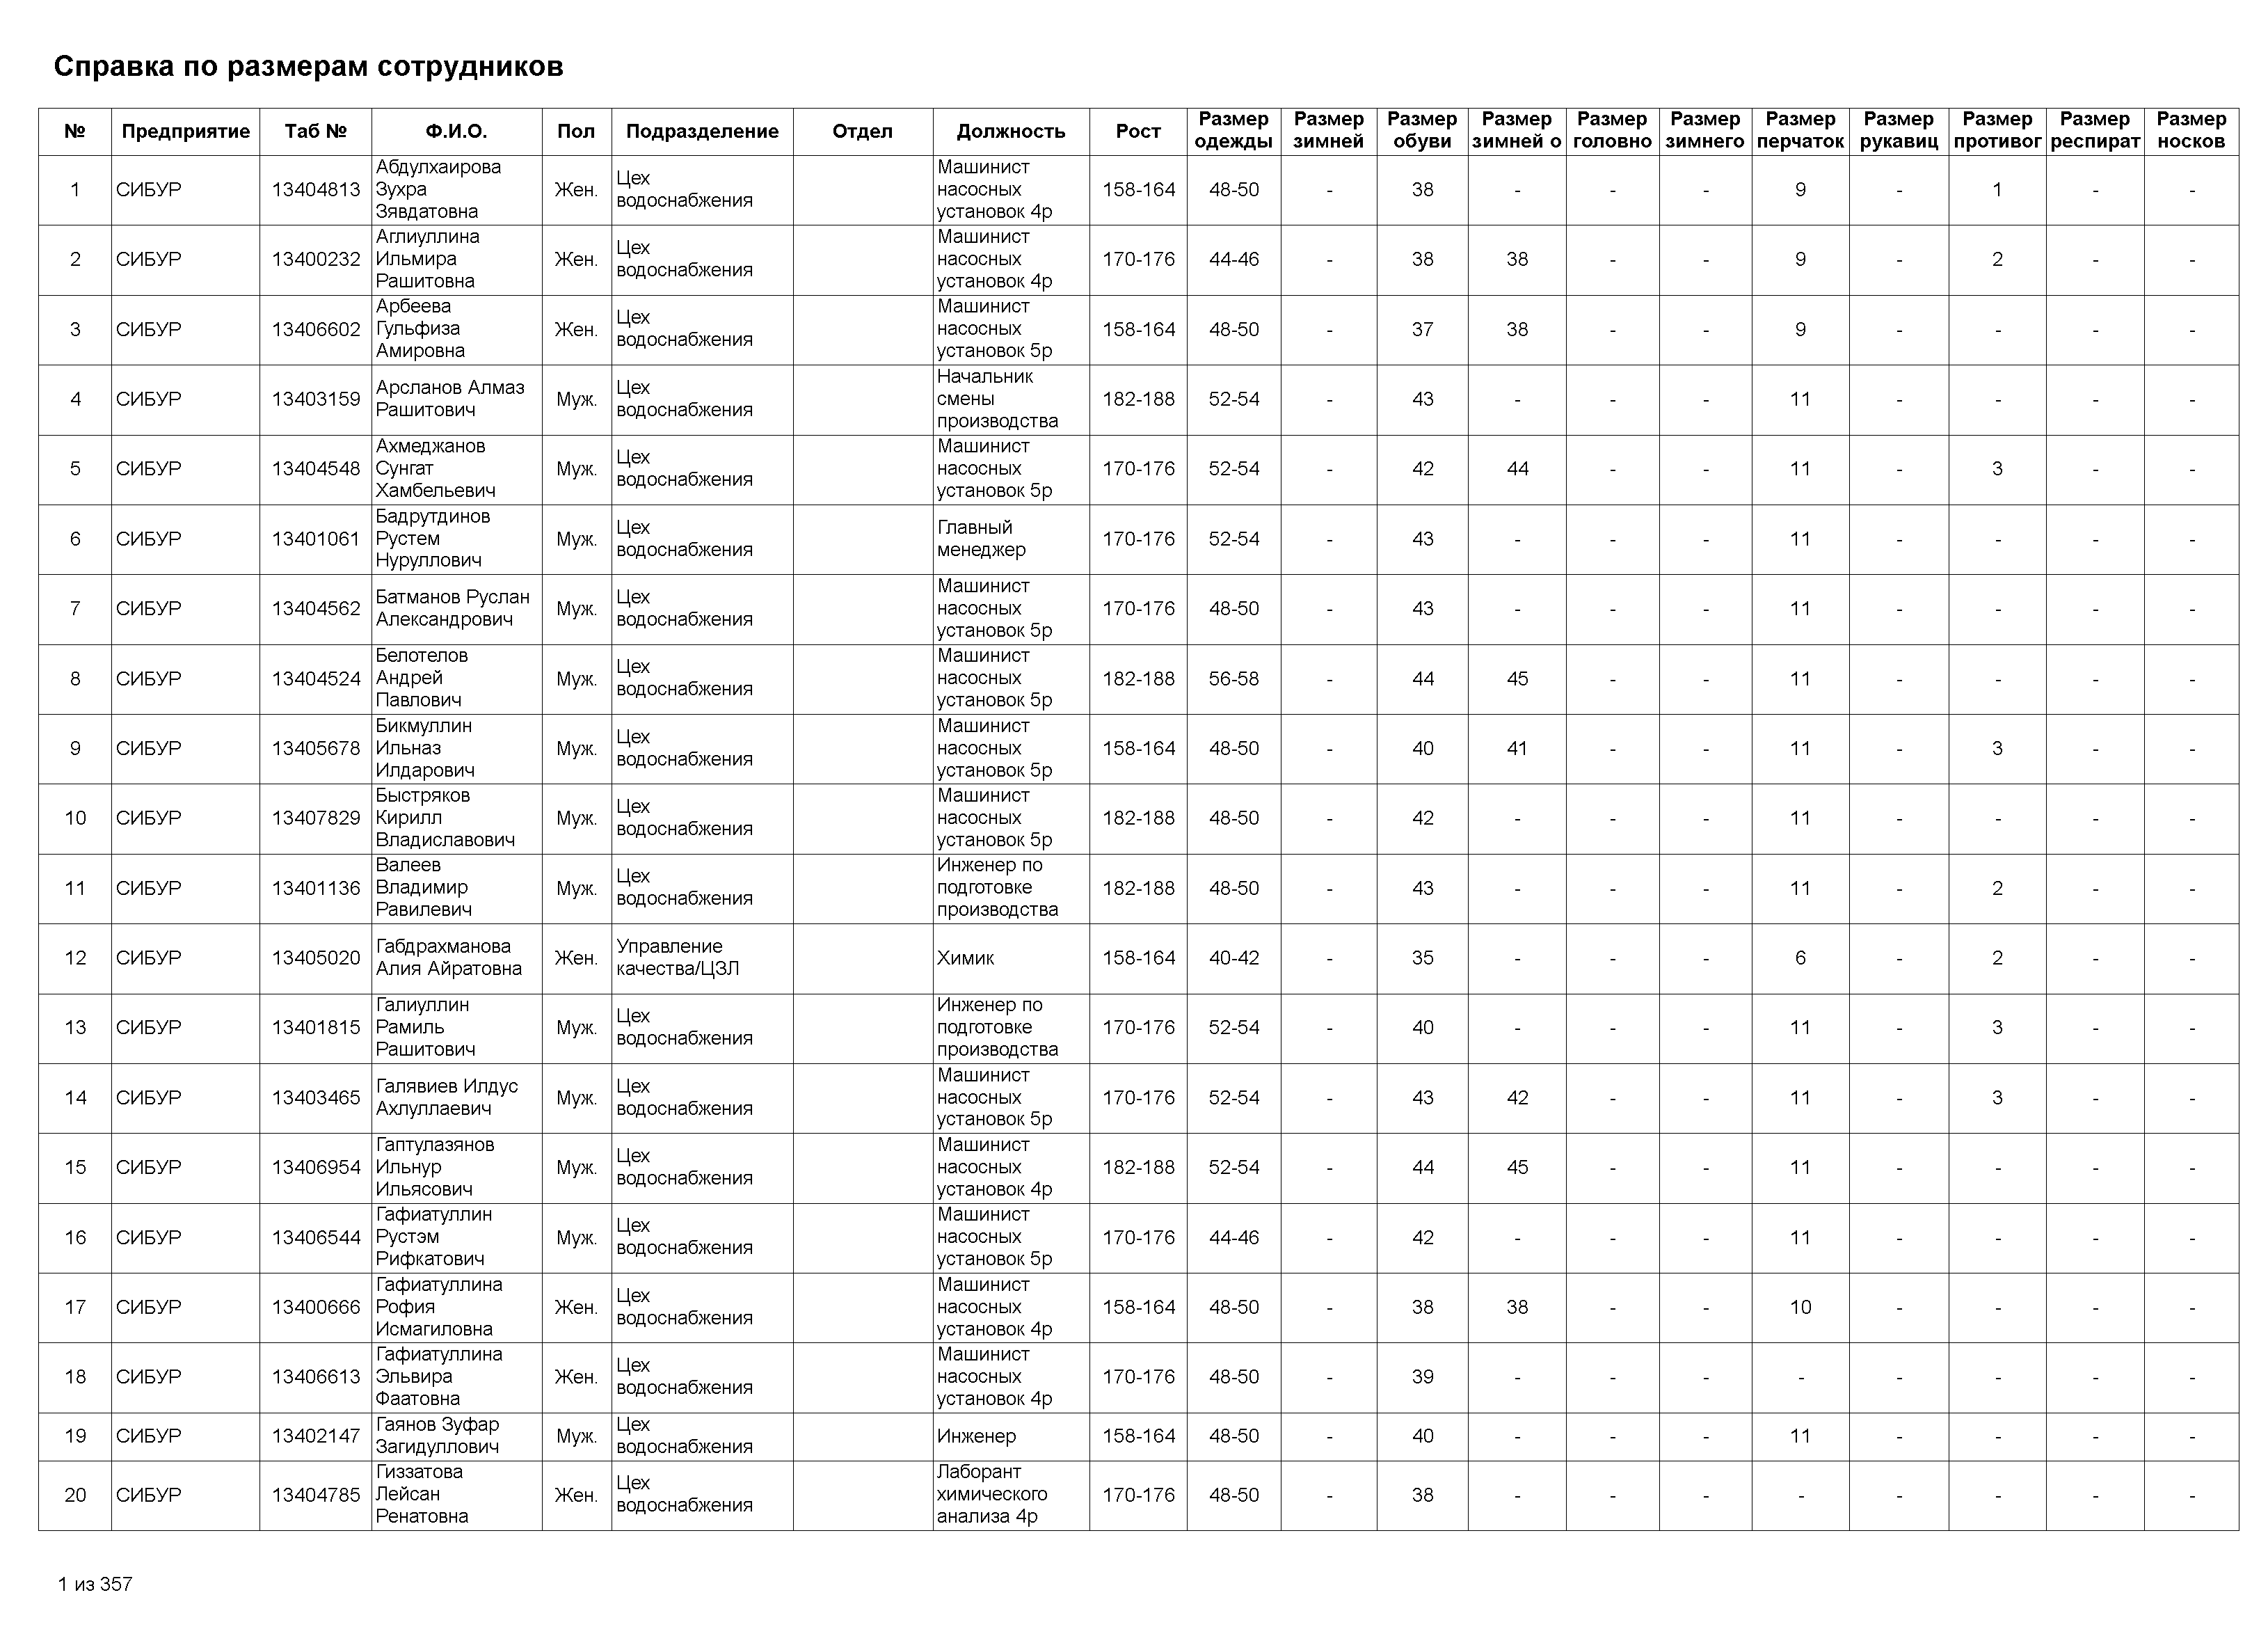 Справка по размерам сотрудников
№ Предприятие Таб № Ф.И.О. Пол Подразделение Отдел Должность Рост Размер одежды Размер зимней Размер обуви Размер зимней о Размер головно Размер зимнего Размер перчаток Размер рукавиц Размер противог Размер респират Размер носков
1 СИБУР 13404813 Абдулхаирова Зухра Зявдатовна Жен. Цех водоснабжения Машинист насосных установок 4р 158-164 48-50 - 38 - - - 9 - 1 - -
2 СИБУР 13400232 Аглиуллина Ильмира Рашитовна Жен. Цех водоснабжения Машинист насосных установок 4р 170-176 44-46 - 38 38 - - 9 - 2 - -
3 СИБУР 13406602 Арбеева Гульфиза Амировна Жен. Цех водоснабжения Машинист насосных установок 5р 158-164 48-50 - 37 38 - - 9 - - - -
4 СИБУР 13403159 Арсланов Алмаз Рашитович Муж. Цех водоснабжения Начальник смены производства 182-188 52-54 - 43 - - - 11 - - - -
5 СИБУР 13404548 Ахмеджанов Сунгат Хамбельевич Муж. Цех водоснабжения Машинист насосных установок 5р 170-176 52-54 - 42 44 - - 11 - 3 - -
6 СИБУР 13401061 Бадрутдинов Рустем Нуруллович Муж. Цех водоснабжения Главный менеджер 170-176 52-54 - 43 - - - 11 - - - -
7 СИБУР 13404562 Батманов Руслан Александрович Муж. Цех водоснабжения Машинист насосных установок 5р 170-176 48-50 - 43 - - - 11 - - - -
8 СИБУР 13404524 Белотелов Андрей Павлович Муж. Цех водоснабжения Машинист насосных установок 5р 182-188 56-58 - 44 45 - - 11 - - - -
9 СИБУР 13405678 Бикмуллин Ильназ Илдарович Муж. Цех водоснабжения Машинист насосных установок 5р 158-164 48-50 - 40 41 - - 11 - 3 - -
10 СИБУР 13407829 Быстряков Кирилл Владиславович Муж. Цех водоснабжения Машинист насосных установок 5р 182-188 48-50 - 42 - - - 11 - - - -
11 СИБУР 13401136 Валеев Владимир Равилевич Муж. Цех водоснабжения Инженер по подготовке производства 182-188 48-50 - 43 - - - 11 - 2 - -
12 СИБУР 13405020 Габдрахманова Алия Айратовна Жен. Управление качества/ЦЗЛ Химик 158-164 40-42 - 35 - - - 6 - 2 - -
13 СИБУР 13401815 Галиуллин Рамиль Рашитович Муж. Цех водоснабжения Инженер по подготовке производства 170-176 52-54 - 40 - - - 11 - 3 - -
14 СИБУР 13403465 Галявиев Илдус Ахлуллаевич Муж. Цех водоснабжения Машинист насосных установок 5р 170-176 52-54 - 43 42 - - 11 - 3 - -
15 СИБУР 13406954 Гаптулазянов Ильнур Ильясович Муж. Цех водоснабжения Машинист насосных установок 4р 182-188 52-54 - 44 45 - - 11 - - - -
16 СИБУР 13406544 Гафиатуллин Рустэм Рифкатович Муж. Цех водоснабжения Машинист насосных установок 5р 170-176 44-46 - 42 - - - 11 - - - -
17 СИБУР 13400666 Гафиатуллина Рофия Исмагиловна Жен. Цех водоснабжения Машинист насосных установок 4р 158-164 48-50 - 38 38 - - 10 - - - -
18 СИБУР 13406613 Гафиатуллина Эльвира Фаатовна Жен. Цех водоснабжения Машинист насосных установок 4р 170-176 48-50 - 39 - - - - - - - -
19 СИБУР 13402147 Гаянов Зуфар Загидуллович Муж. Цех водоснабжения Инженер 158-164 48-50 - 40 - - - 11 - - - -
20 СИБУР 13404785 Гиззатова Лейсан Ренатовна Жен. Цех водоснабжения Лаборант химического анализа 4р 170-176 48-50 - 38 - - - - - - - -
1 из 357